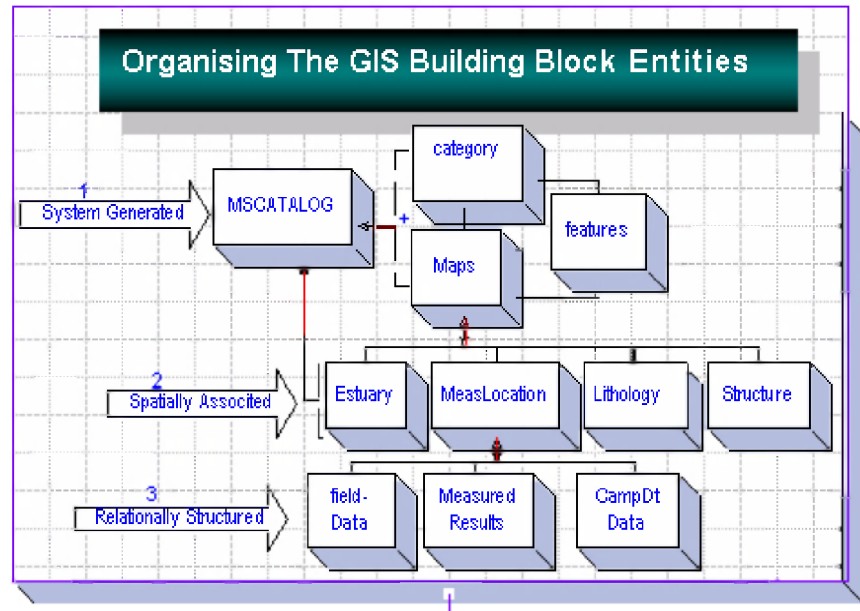 Organising The GIS Building Block Entities
category
1
System Generated
MSCATALOG
+
features
Maps
2
Spatially Associted
Estuary
MeasLocation
Lithology
Structure
3
Relationally Structured
field-
Data
Measured
Results
CampDt
Data